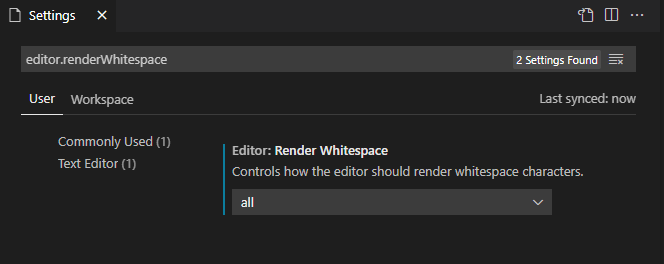 Settings
editor.renderWhitespace
2 Settings Found
User
Workspace
Last synced: now
Commonly Used (1)
Text Editor (1)
Editor: Render Whitespace
Controls how the editor should render whitespace characters.
all